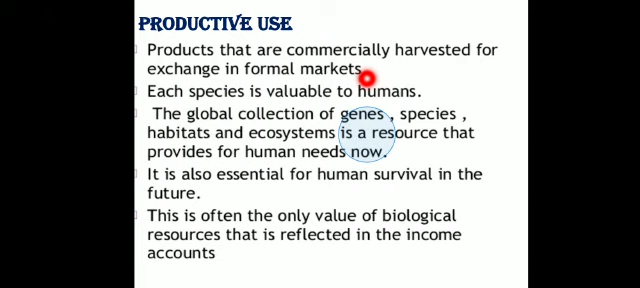 PRODUCTIVE USE
Products that are commercially harvested for
exchange in formal markets.
Each species is valuable to humans.
The global collection of genes , species ,
habitats and ecosystems is a resource that
provides for human needs now.
It is also essential for human survival in the
future.
This is often the only value of biological
resources that is reflected in the income
accounts